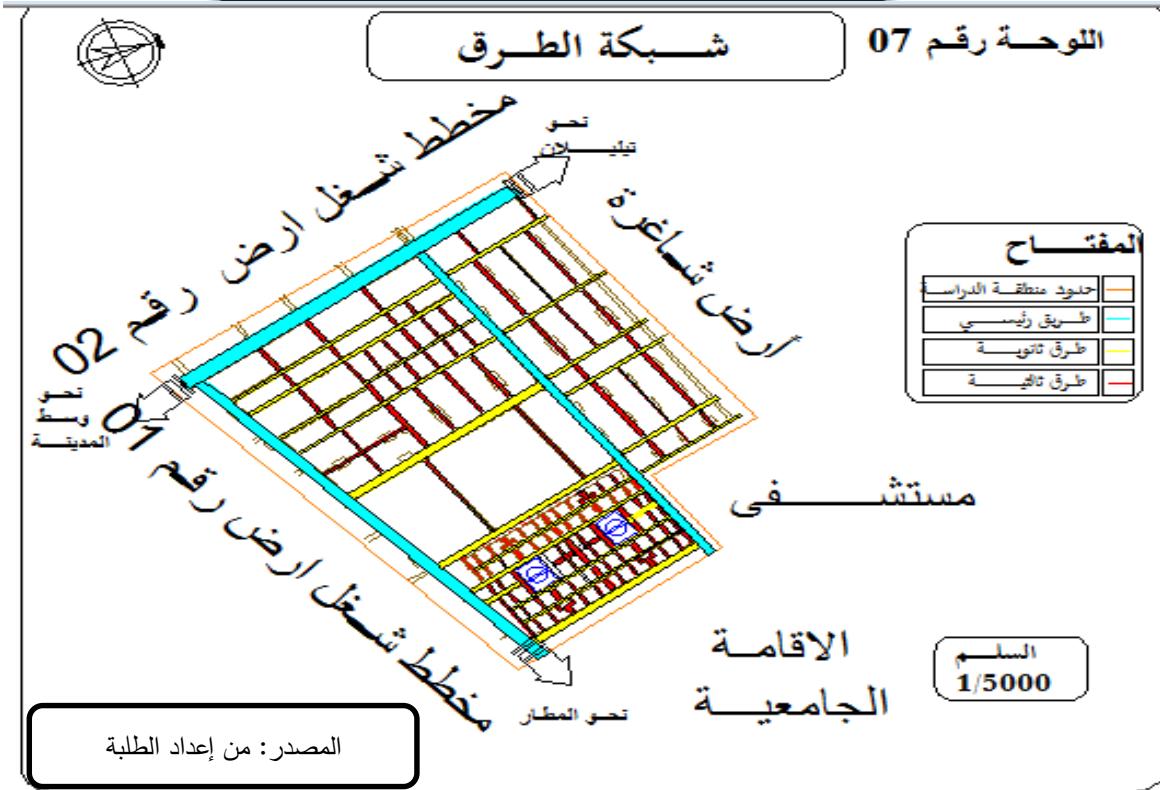 اللوحة رقم 07
شبكة الطرق
مخطط شغل ارض رقم 02
نحو
تيليلان
أرض شاغرة
المفتاح
حدود منطقة الدراسة
طريق رئيسي
طرق ثانوية
طرق ثالثية
نحو
وسط
المدينة
مخطط شغل ارض رقم 01
مستشفى
الاقامة
الجامعية
السلم
1/5000
نحو المطار
المصدر: من إعداد الطلبة